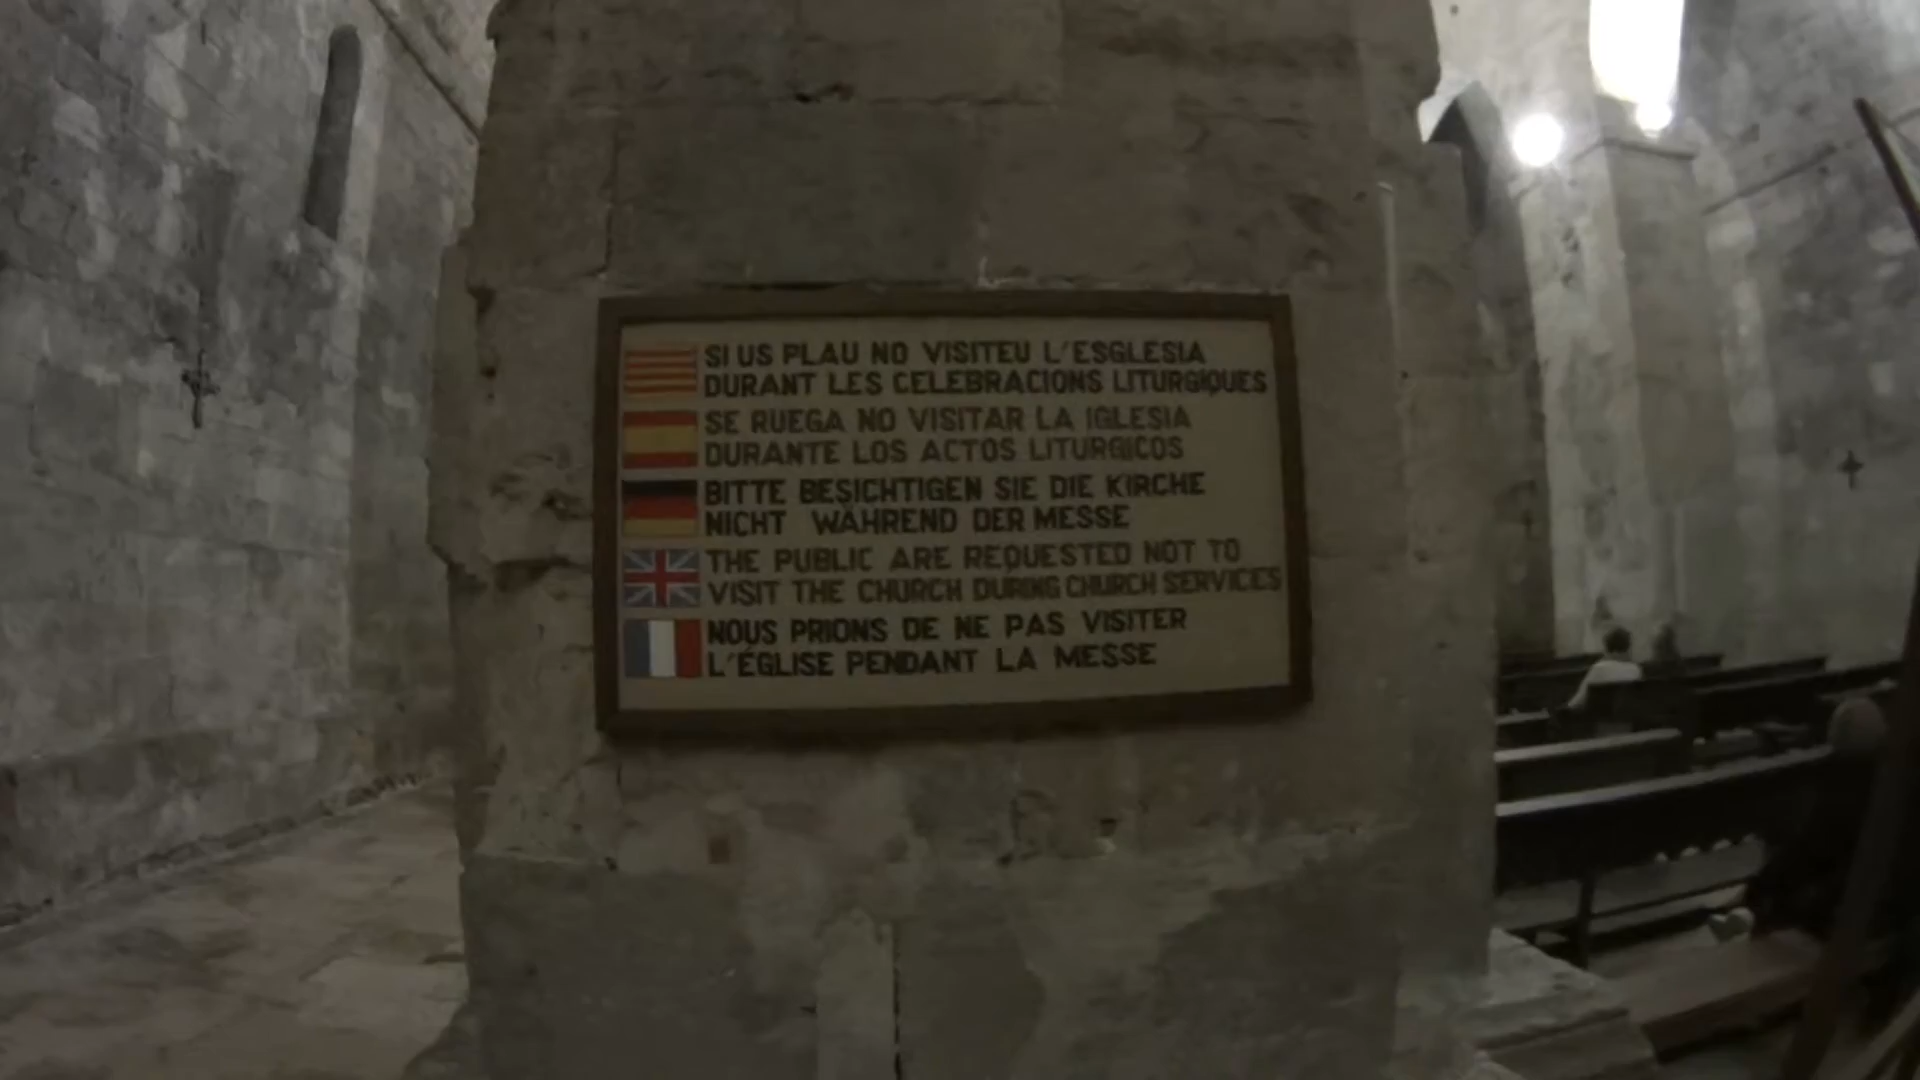 SI US PLAU NO VISITEU L'ESGLESIA
DURANT LES CELEBRACIONS LITURGIQUES
SE RUEGA NO VISITAR LA IGLESIA
DURANTE LOS ACTOS LITURGICOS
BITTE BESICHTIGEN SIE DIE KIRCHE
NICHT WÄHREND DER MESSE
THE PUBLIC ARE REQUESTED NOT TO
VISIT THE CHURCH DURING CHURCH SERVICES
NOUS PRIONS DE NE PAS VISITER
L'ÉGLISE PENDANT LA MESSE